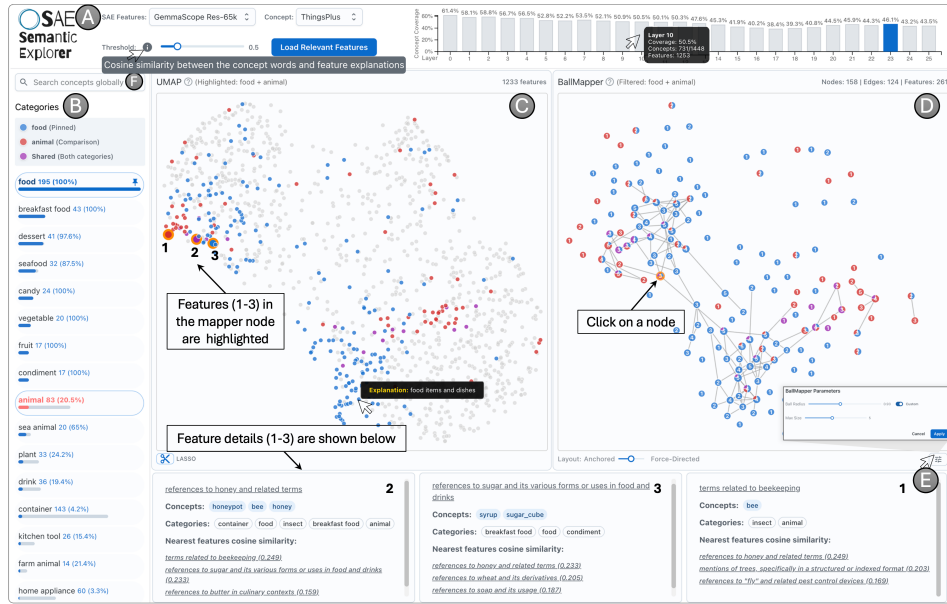 SAE
Semantic
Explorer
A
SAE Features: GemmaScope Res-65k
Concept: ThingsPlus
Threshold: 0.5
Load Relevant Features
Cosine similarity between the concept words and feature explanations
Concept Coverage
60%
40%
20%
0%
61.4% 58.1% 58.8% 56.7% 56.5% 52.8% 52.2% 53.5% 52.1% 50.9% 50.5% 50.1% 50.3% 47.6% 45.3% 41.9% 40.2% 38.4% 39.3% 40.8% 44.5% 45.9% 44.3% 46.1% 43.2% 43.5%
Layer 0 1 2 3 4 5 6 7 8 9 10 11 12 13 14 15 16 17 18 19 20 21 22 23 24 25
Layer 10
Coverage: 50.5%
Concepts: 731/1448
Features: 1253
Search concepts globally
F
Categories
B
food (Pinned)
animal (Comparison)
Shared (Both categories)
food 195 (100%)
breakfast food 43 (100%)
dessert 41 (97.6%)
seafood 32 (87.5%)
candy 24 (100%)
vegetable 20 (100%)
fruit 17 (100%)
condiment 17 (100%)
animal 83 (20.5%)
sea animal 20 (65%)
plant 33 (24.2%)
drink 36 (19.4%)
container 143 (4.2%)
kitchen tool 26 (15.4%)
farm animal 14 (21.4%)
home appliance 60 (3.3%)
UMAP (Highlighted: food + animal)
1233 features
C
1
2
3
Features (1-3) in
the mapper node
are highlighted
Explanation: food items and dishes
Feature details (1-3) are shown below
LASSO
BallMapper (Filtered: food + animal)
Nodes: 158 | Edges: 124 | Features: 261
D
Click on a node
BallMapper Parameters
Ball Radius
Max Size
Cancel
Apply
Layout: Anchored Force-Directed
E
references to honey and related terms
2
Concepts: honeypot bee honey
Categories: container food insect breakfast food animal
Nearest features cosine similarity:
terms related to beekeeping (0.249)
references to sugar and its various forms or uses in food and drinks
(0.233)
references to butter in culinary contexts (0.159)
references to sugar and its various forms or uses in food and
drinks
3
Concepts: syrup sugar_cube
Categories: breakfast food food condiment
Nearest features cosine similarity:
references to honey and related terms (0.233)
references to wheat and its derivatives (0.205)
references to soap and its usage (0.187)
terms related to beekeeping
1
Concepts: bee
Categories: insect animal
Nearest features cosine similarity:
references to honey and related terms (0.249)
mentions of trees, specifically in a structured or indexed format (0.203)
references to "fly" and related pest control devices (0.169)